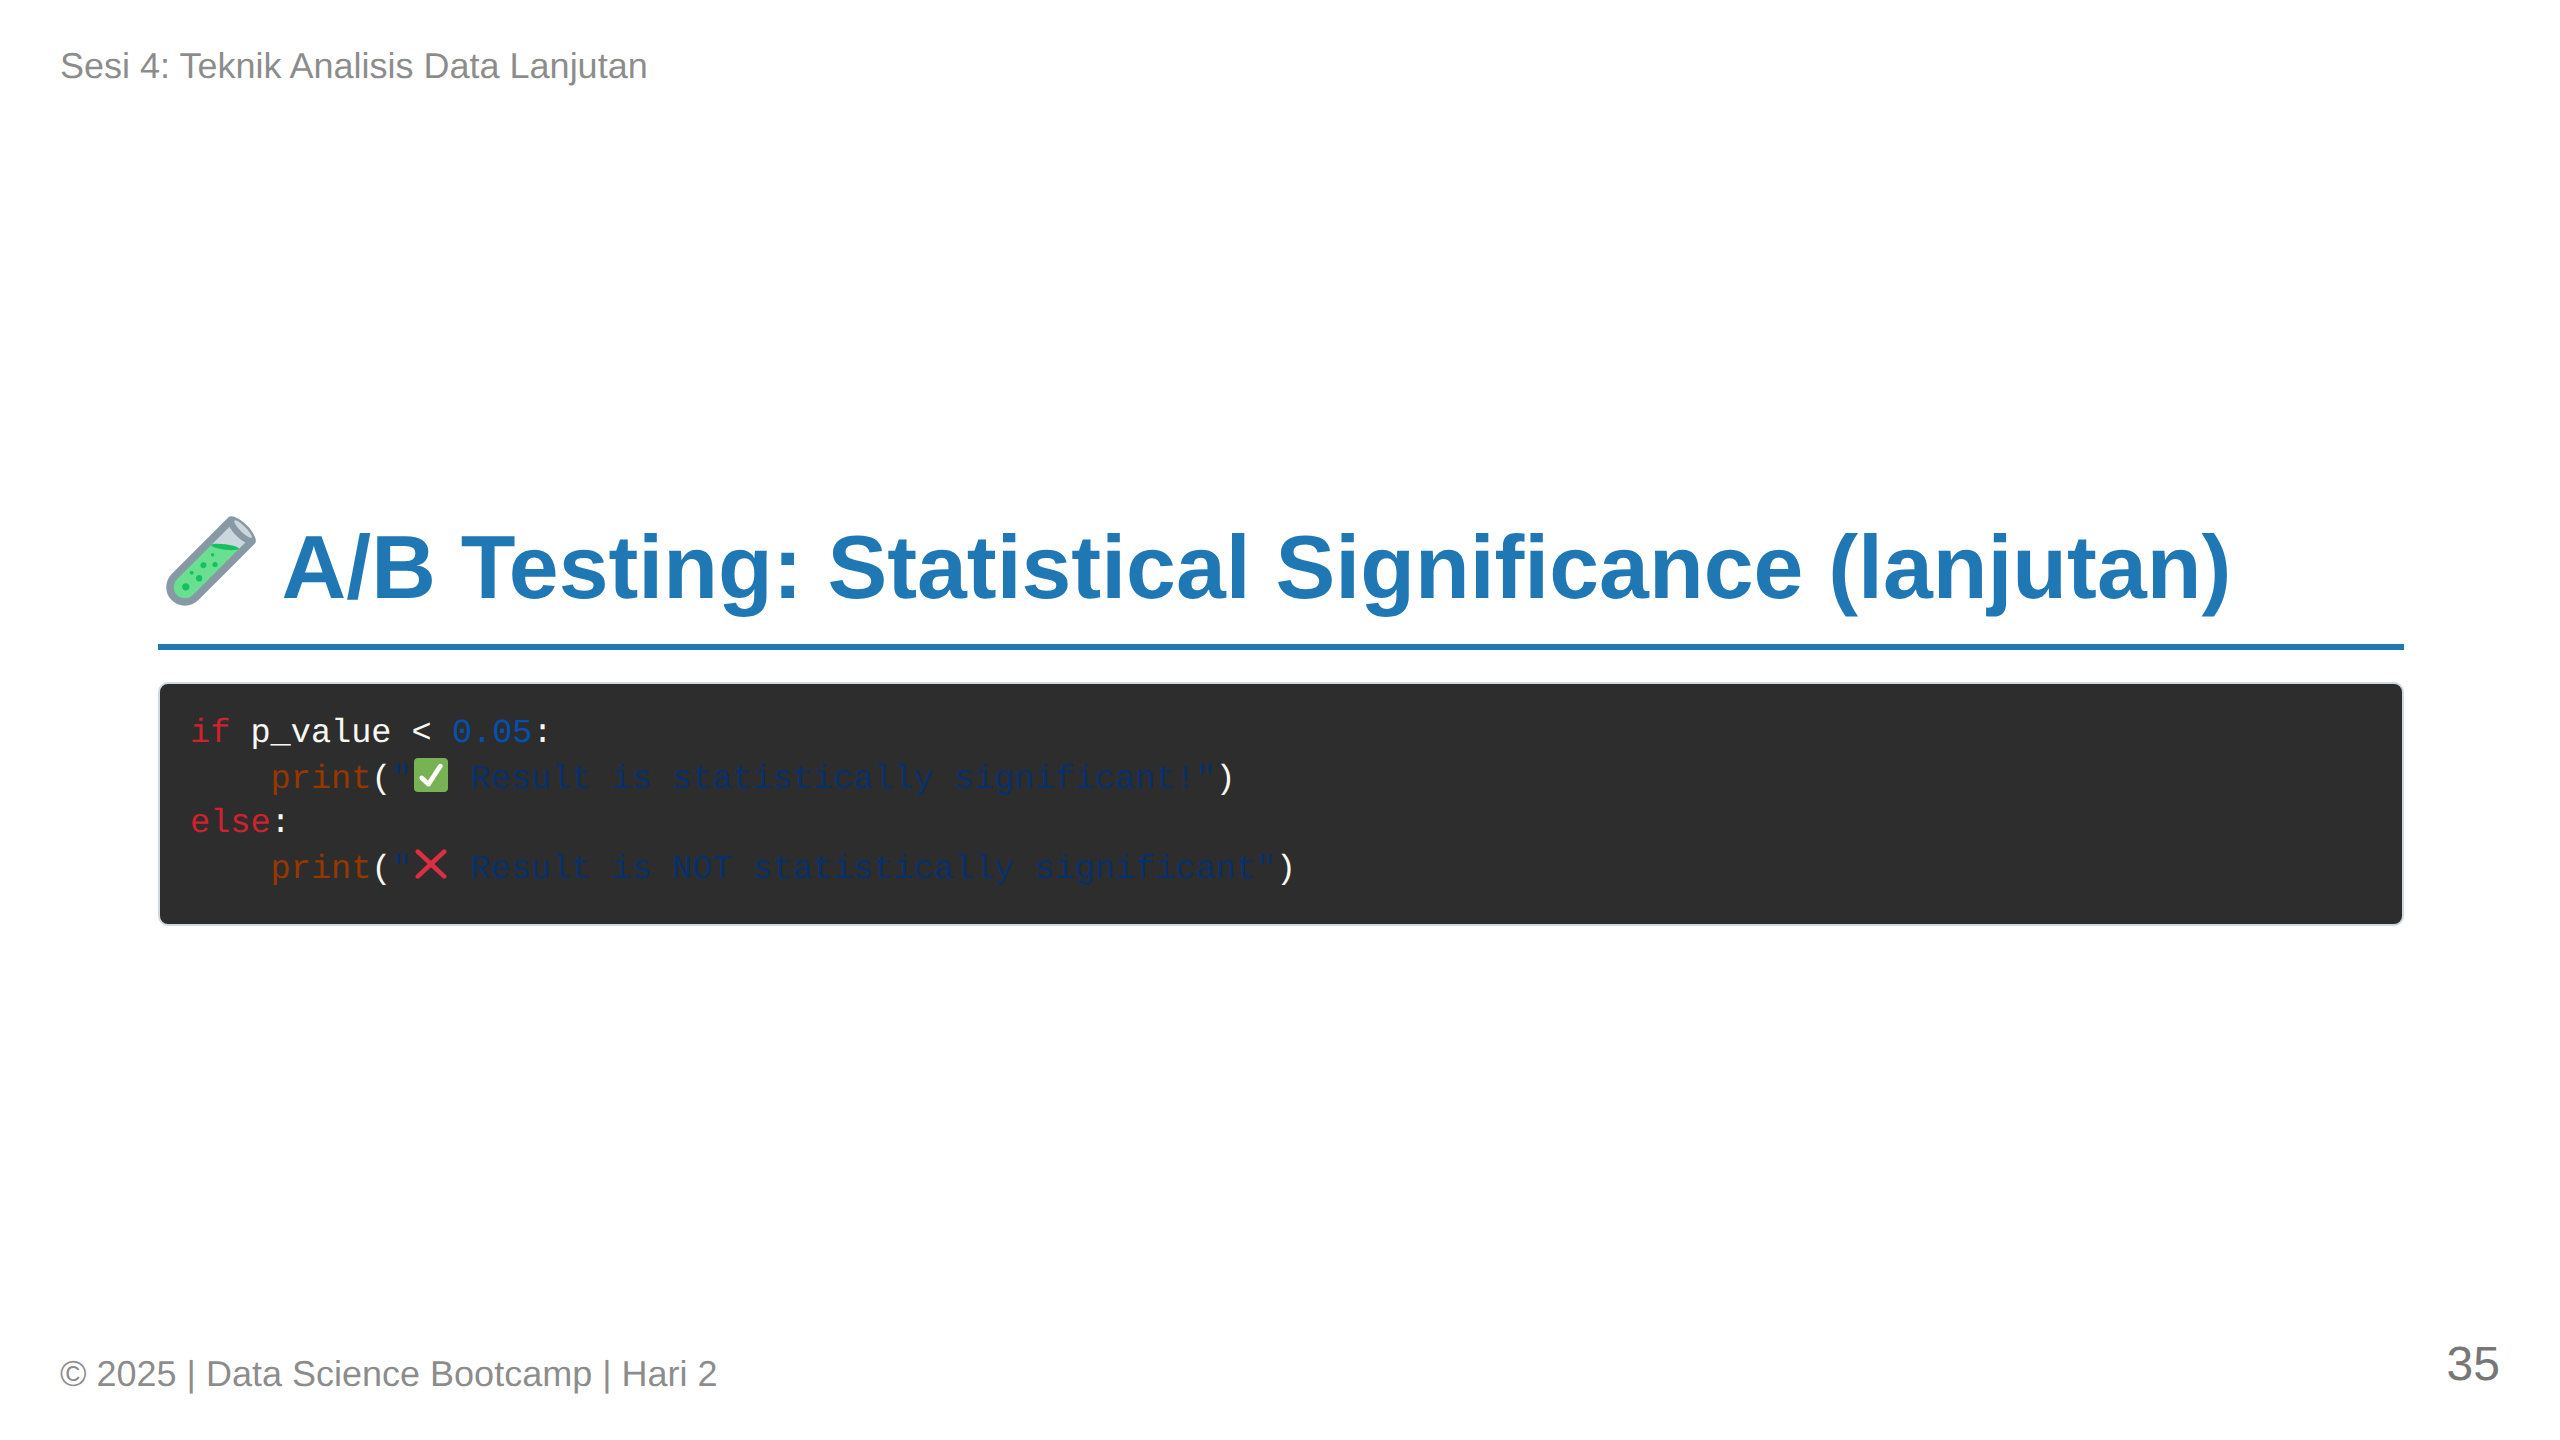 Sesi 4: Teknik Analisis Data Lanjutan
🧪 A/B Testing: Statistical Significance (lanjutan)
if p_value < 0.05:
    print("✅ Result is statistically significant!")
else:
    print("❌ Result is NOT statistically significant")
© 2025 | Data Science Bootcamp | Hari 2
35